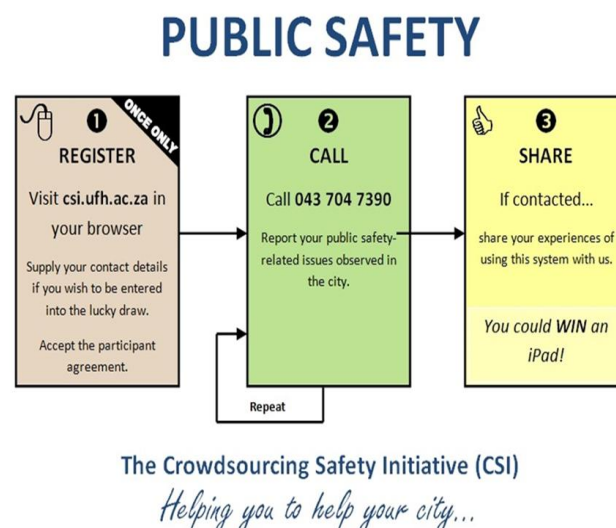 PUBLIC SAFETY
1
ONCE ONLY
REGISTER
Visit csi.ufh.ac.za in
your browser
Supply your contact details
if you wish to be entered
into the lucky draw.
Accept the participant
agreement.
2
CALL
Call 043 704 7390
Report your public safety-
related issues observed in
the city.
Repeat
3
SHARE
If contacted...
share your experiences of
using this system with us.
You could WIN an
iPad!
The Crowdsourcing Safety Initiative (CSI)
Helping you to help your city...